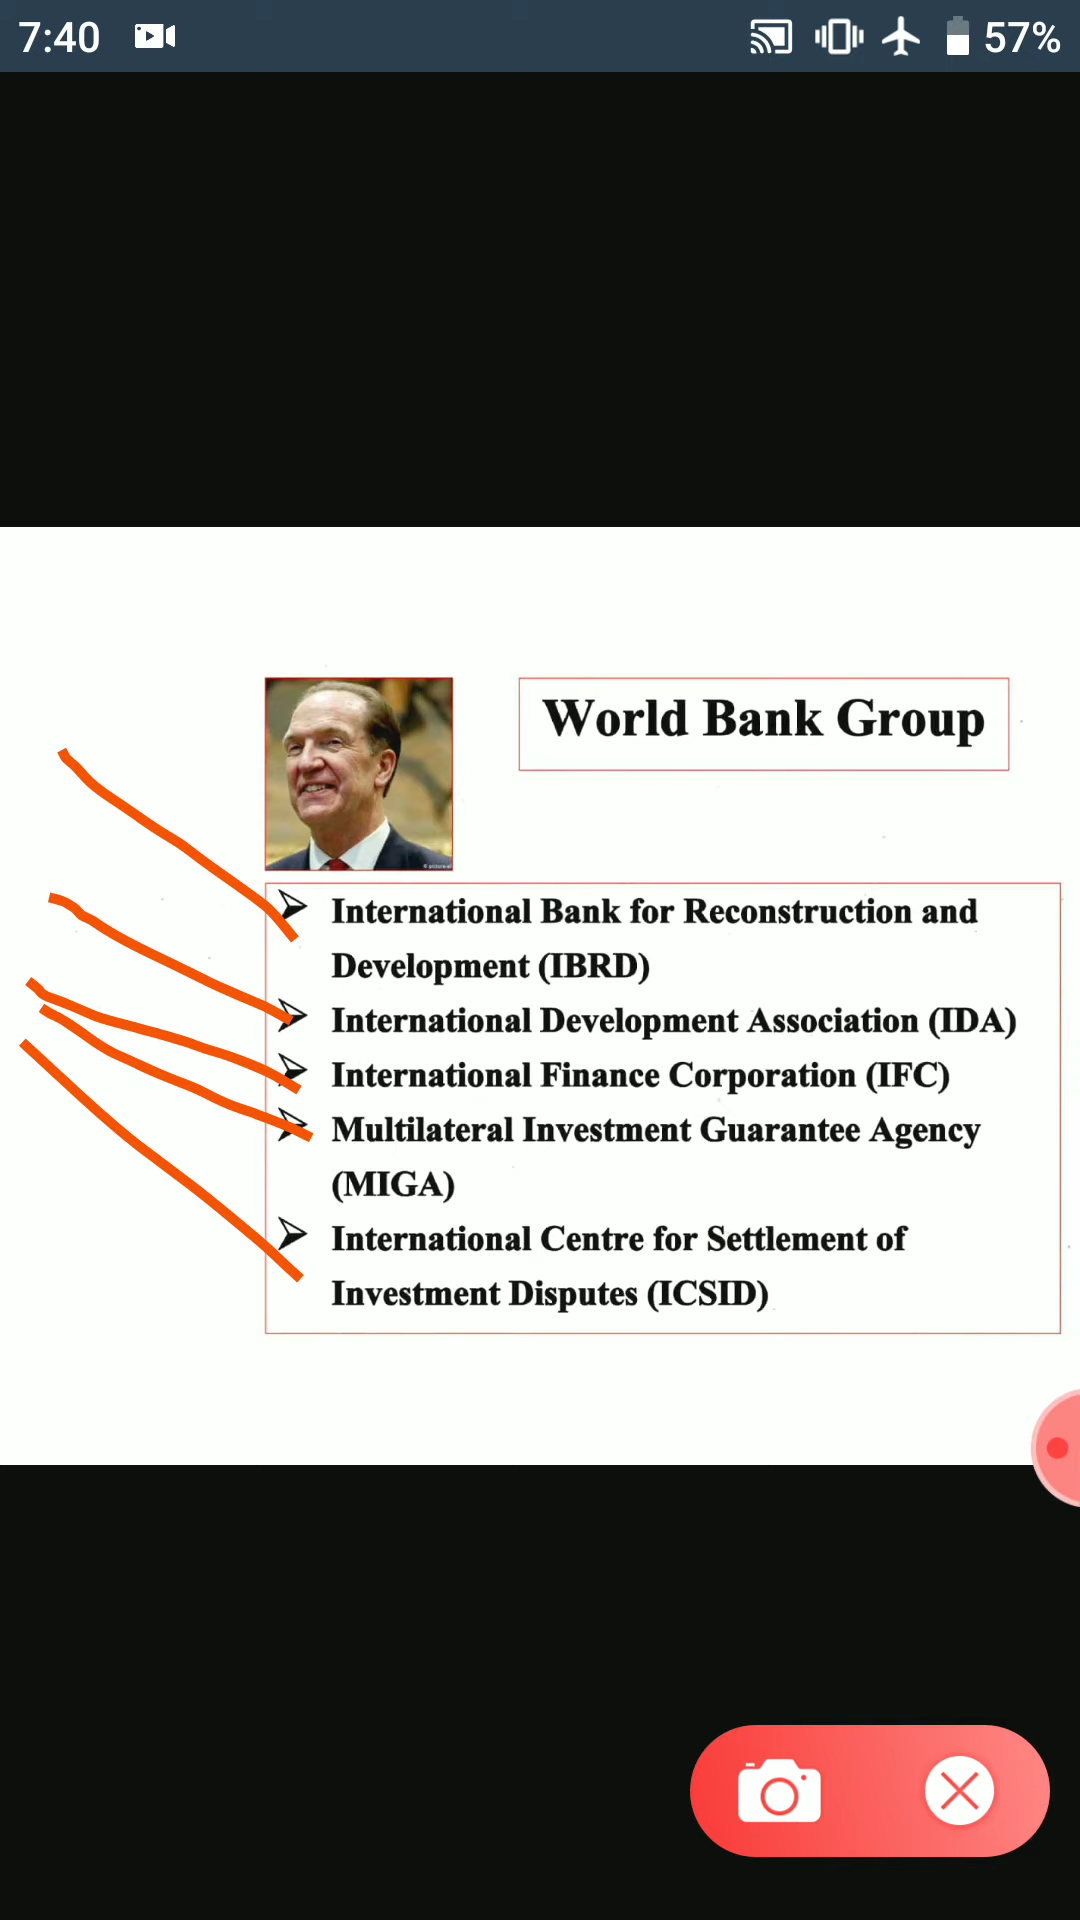 7:40 57%
World Bank Group
International Bank for Reconstruction and
Development (IBRD)
International Development Association (IDA)
International Finance Corporation (IFC)
Multilateral Investment Guarantee Agency
(MIGA)
International Centre for Settlement of
Investment Disputes (ICSID)